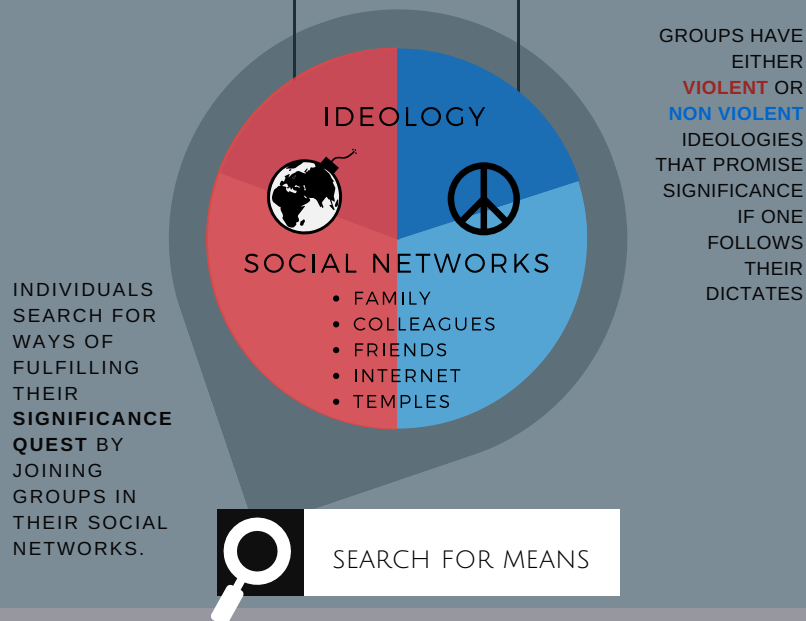 GROUPS HAVE
EITHER
VIOLENT OR
NON VIOLENT
IDEOLOGIES
THAT PROMISE
SIGNIFICANCE
IF ONE
FOLLOWS
THEIR
DICTATES
IDEOLOGY
SOCIAL NETWORKS
• FAMILY
• COLLEAGUES
• FRIENDS
• INTERNET
• TEMPLES
INDIVIDUALS
SEARCH FOR
WAYS OF
FULFILLING
THEIR
SIGNIFICANCE
QUEST BY
JOINING
GROUPS IN
THEIR SOCIAL
NETWORKS.
SEARCH FOR MEANS